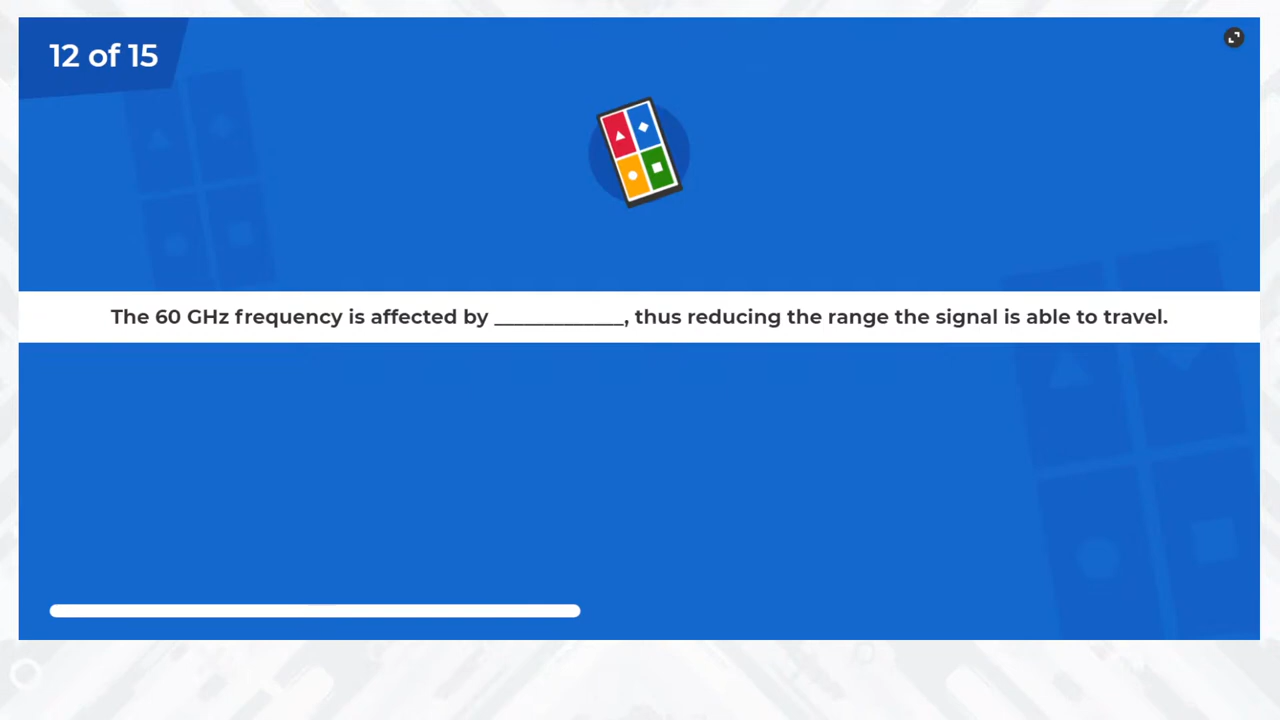 12 of 15
The 60 GHz frequency is affected by _____________, thus reducing the range the signal is able to travel.